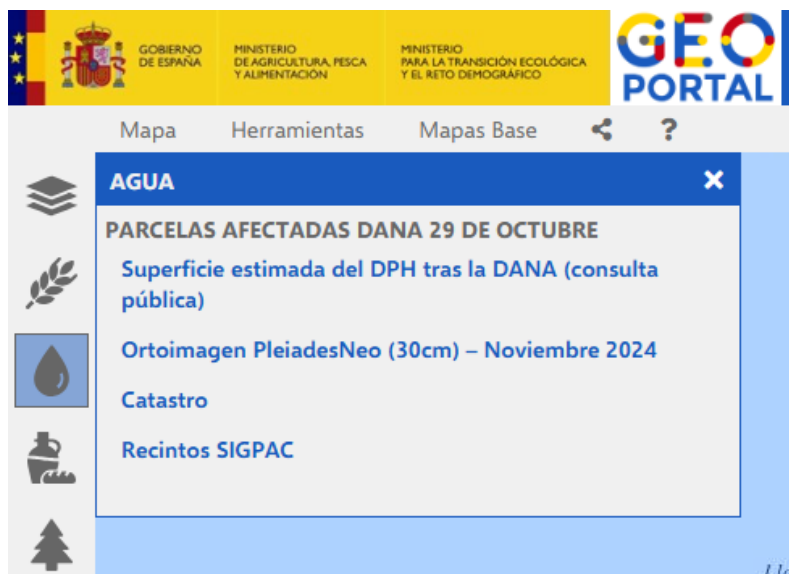 GOBIERNO
DE ESPAÑA
MINISTERIO
DE AGRICULTURA, PESCA
Y ALIMENTACIÓN
MINISTERIO
PARA LA TRANSICIÓN ECOLÓGICA
Y EL RETO DEMOGRÁFICO
GEO
PORTAL
Mapa Herramientas Mapas Base ?
AGUA
PARCELAS AFECTADAS DANA 29 DE OCTUBRE
Superficie estimada del DPH tras la DANA (consulta
pública)
Ortoimagen PleiadesNeo (30cm) – Noviembre 2024
Catastro
Recintos SIGPAC